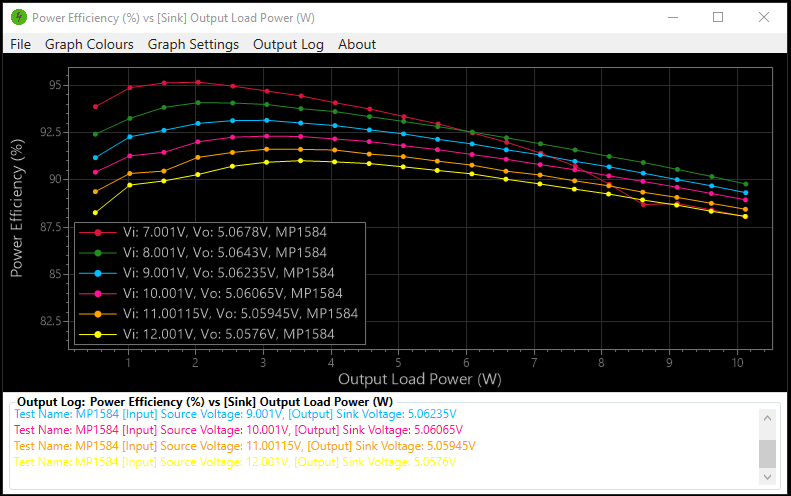 Power Efficiency (%) vs [Sink] Output Load Power (W)
File Graph Colours Graph Settings Output Log About
95
92.5
90
87.5
85
82.5
Power Efficiency (%)
Vi: 7.001V, Vo: 5.0678V, MP1584
Vi: 8.001V, Vo: 5.0643V, MP1584
Vi: 9.001V, Vo: 5.06235V, MP1584
Vi: 10.001V, Vo: 5.06065V, MP1584
Vi: 11.00115V, Vo: 5.05945V, MP1584
Vi: 12.001V, Vo: 5.0576V, MP1584
1 2 3 4 5 6 7 8 9 10
Output Load Power (W)
Output Log: Power Efficiency (%) vs [Sink] Output Load Power (W)
Test Name: MP1584 [Input] Source Voltage: 9.001V, [Output] Sink Voltage: 5.06235V
Test Name: MP1584 [Input] Source Voltage: 10.001V, [Output] Sink Voltage: 5.06065V
Test Name: MP1584 [Input] Source Voltage: 11.00115V, [Output] Sink Voltage: 5.05945V
Test Name: MP1584 [Input] Source Voltage: 12.001V, [Output] Sink Voltage: 5.0576V